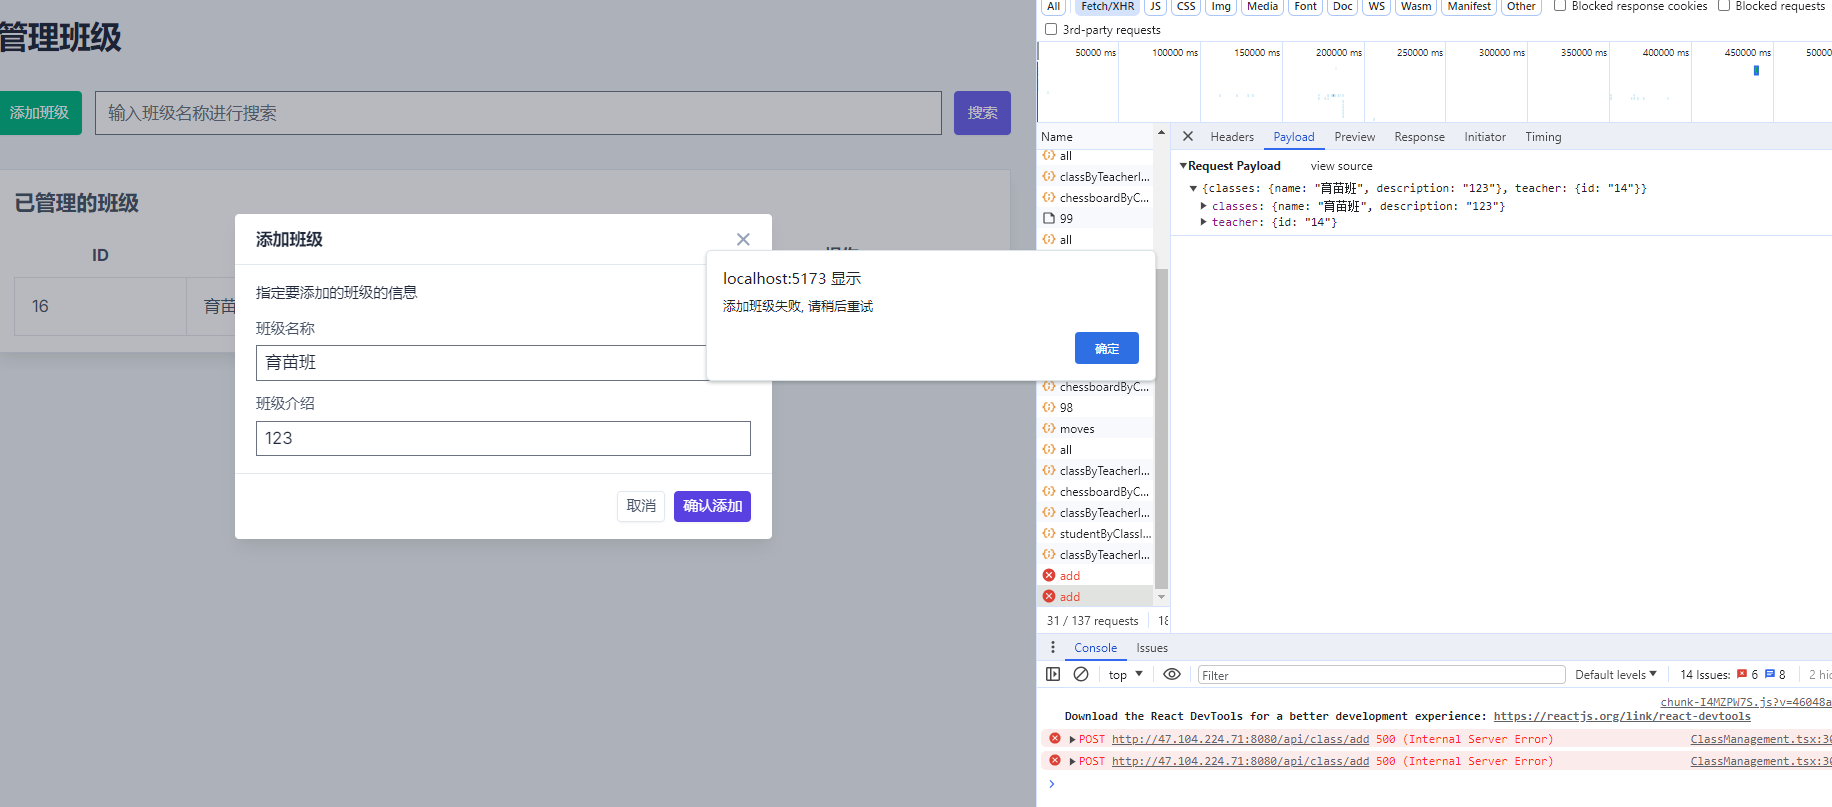 管理班级
添加班级
输入班级名称进行搜索
搜索
已管理的班级
ID
16
育苗
添加班级
指定要添加的班级的信息
班级名称
育苗班
班级介绍
123
取消
确认添加
localhost:5173 显示
添加班级失败, 请稍后重试
确定
All Fetch/XHR JS CSS Img Media Font Doc WS Wasm Manifest Other Blocked response cookies Blocked requests
3rd-party requests
50000 ms 100000 ms 150000 ms 200000 ms 250000 ms 300000 ms 350000 ms 400000 ms 450000 ms 5000
Name
all
classByTeacherI...
chessboardByC...
99
all
chessboardByC...
98
moves
all
classByTeacherI...
chessboardByC...
classByTeacherI...
studentByClassI...
classByTeacherI...
add
add
31 / 137 requests
Headers Payload Preview Response Initiator Timing
Request Payload view source
{classes: {name: "育苗班", description: "123"}, teacher: {id: "14"}}
classes: {name: "育苗班", description: "123"}
teacher: {id: "14"}
Console Issues
top Filter Default levels 14 Issues: 6 8 2 hid
chunk-I4MZPW7S.js?v=46048a
Download the React DevTools for a better development experience: https://reactjs.org/link/react-devtools
POST http://47.104.224.71:8080/api/class/add 500 (Internal Server Error) ClassManagement.tsx:30
POST http://47.104.224.71:8080/api/class/add 500 (Internal Server Error) ClassManagement.tsx:30